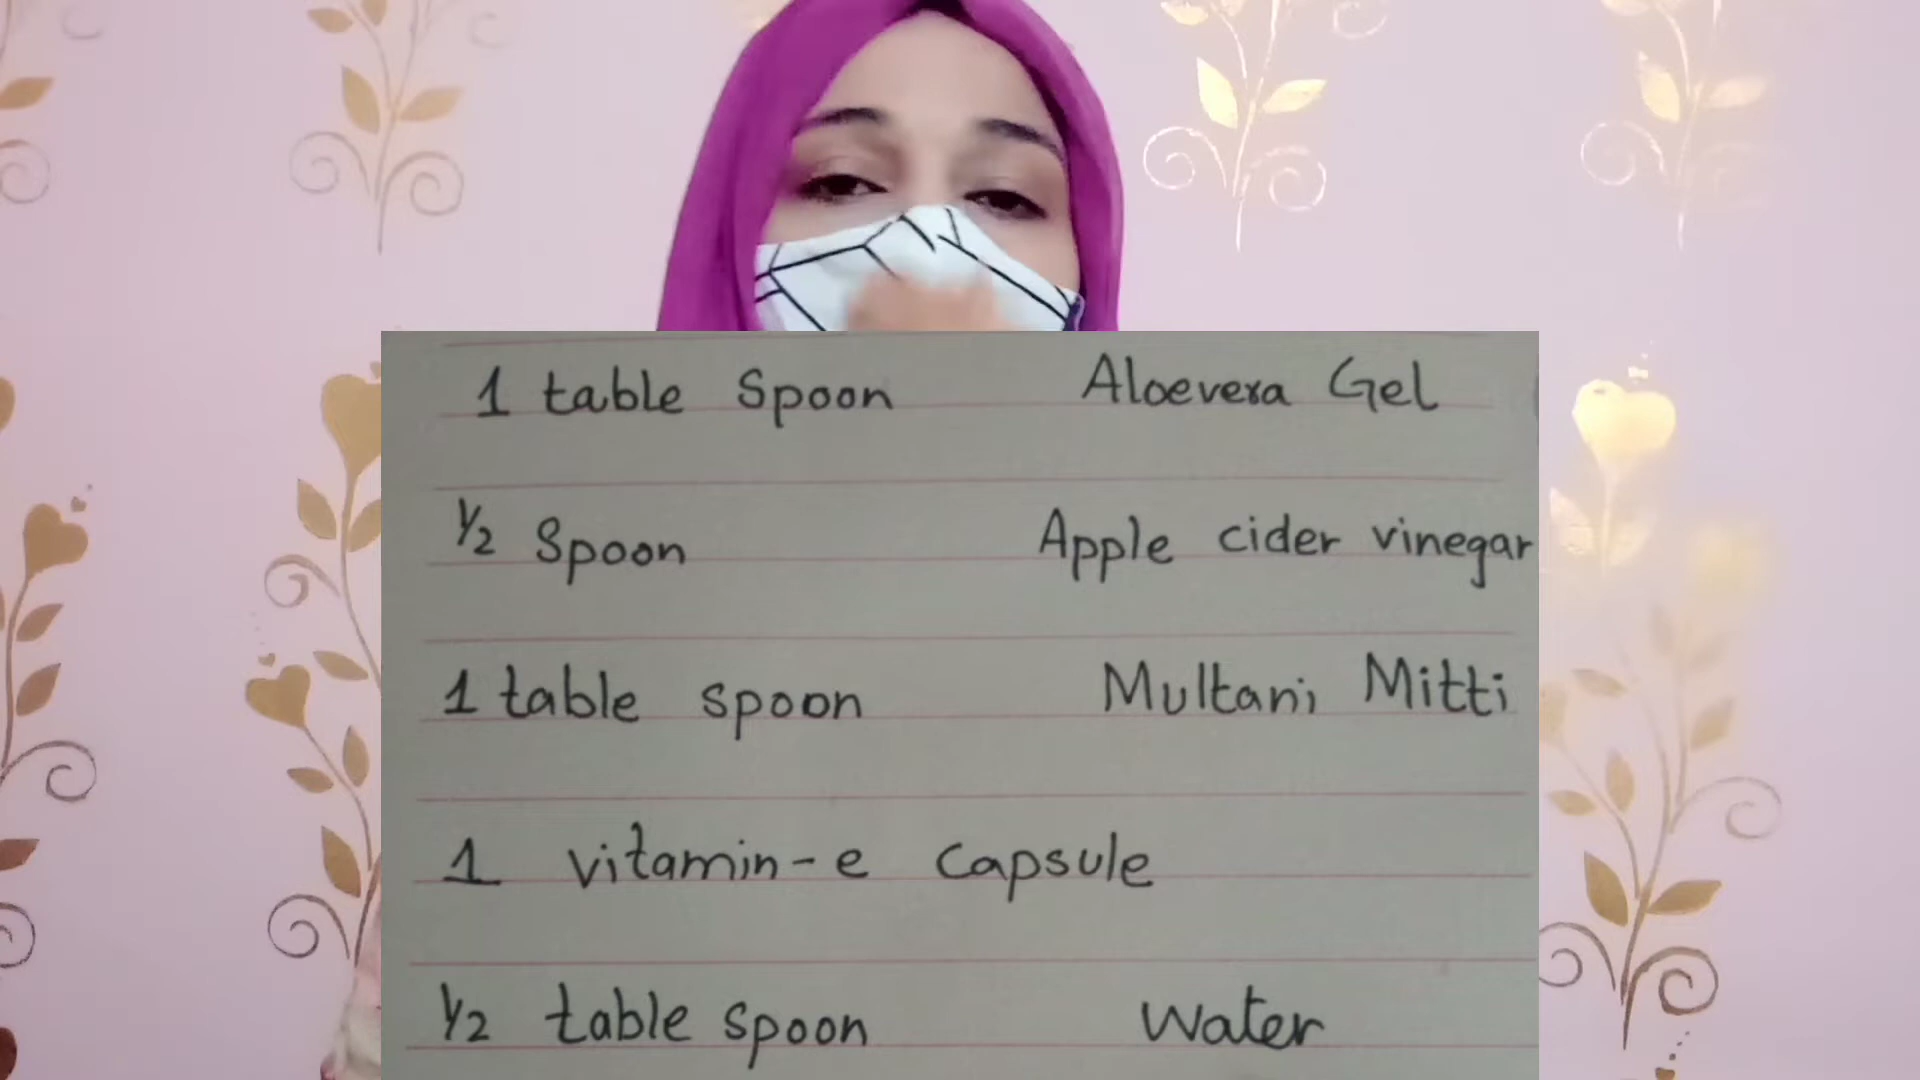 1 table Spoon Aloevera Gel
1/2 Spoon Apple cider vinegar
1 table spoon Multani Mitti
1 vitamin-e capsule
1/2 table spoon water